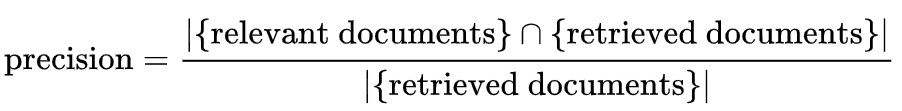 precision = |{relevant documents} ∩ {retrieved documents}|
|{retrieved documents}|